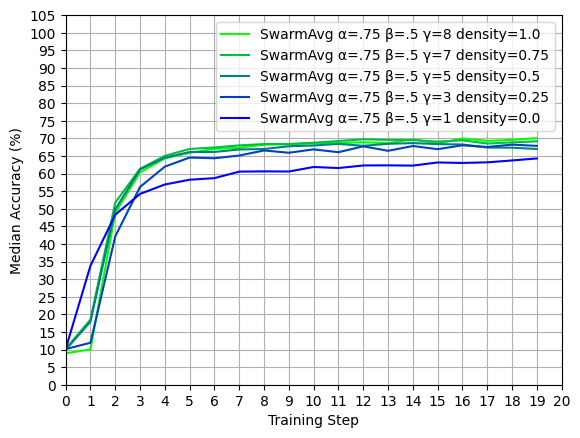 105
100
95
90
85
80
75
70
65
60
55
50
45
40
35
30
25
20
15
10
5
0
Median Accuracy (%)
SwarmAvg α=.75 β=.5 γ=8 density=1.0
SwarmAvg α=.75 β=.5 γ=7 density=0.75
SwarmAvg α=.75 β=.5 γ=5 density=0.5
SwarmAvg α=.75 β=.5 γ=3 density=0.25
SwarmAvg α=.75 β=.5 γ=1 density=0.0
0 1 2 3 4 5 6 7 8 9 10 11 12 13 14 15 16 17 18 19 20
Training Step